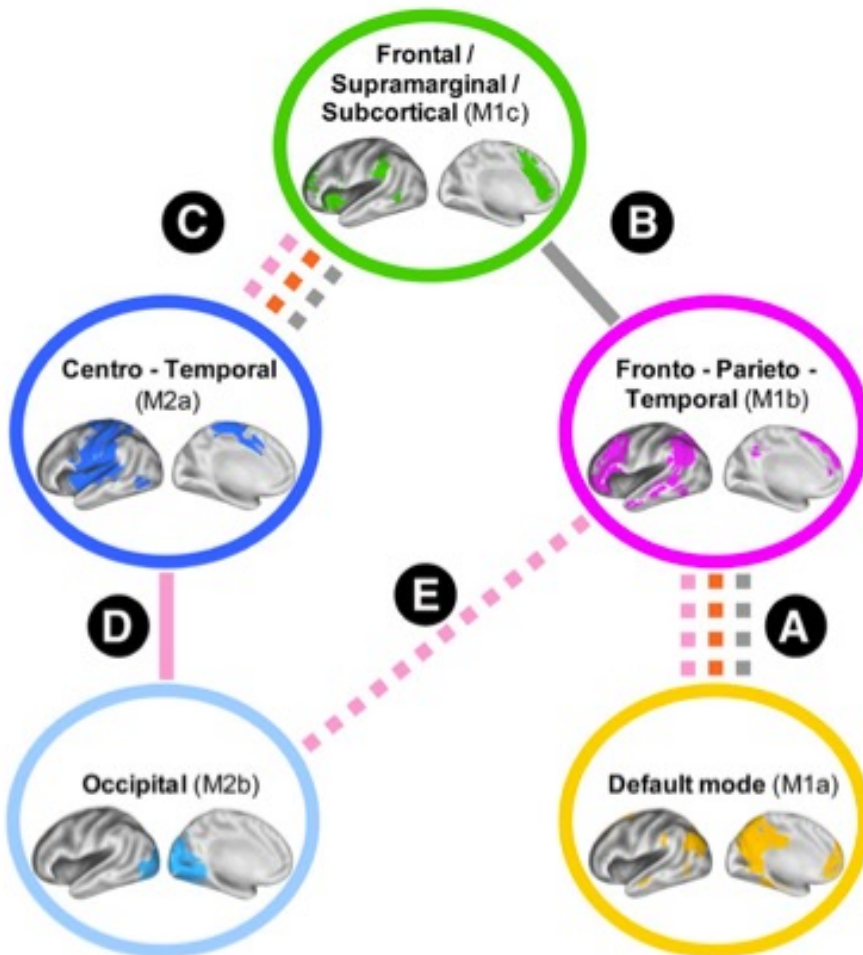 Frontal /
Supramarginal /
Subcortical (M1c)
C
B
Centro - Temporal
(M2a)
Fronto - Parieto -
Temporal (M1b)
D
E
A
Occipital (M2b)
Default mode (M1a)